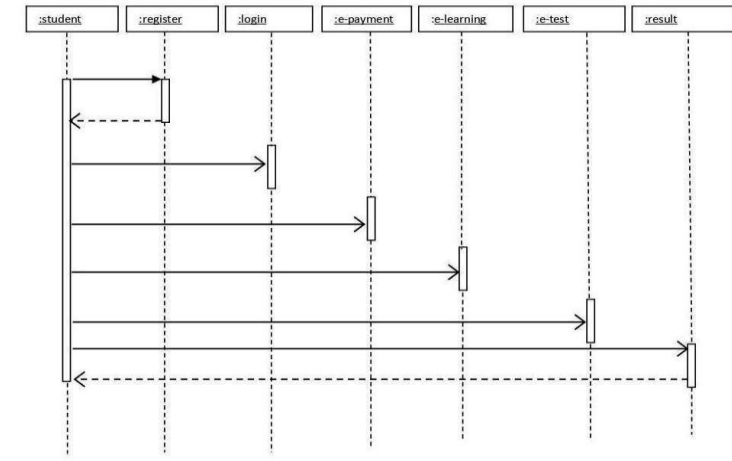 :student
:register
:login
:e-payment
:e-learning
:e-test
:result